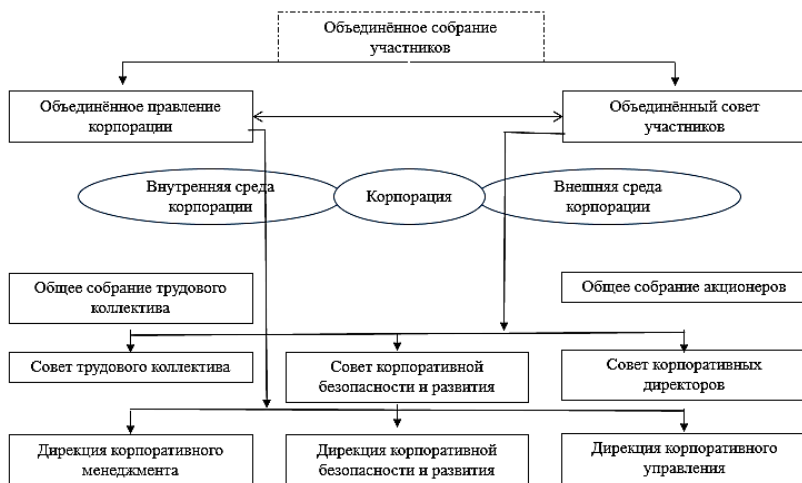 Объединённое собрание
участников
Объединённое правление
корпорации
Объединённый совет
участников
Внутренняя среда
корпорации
Корпорация
Внешняя среда
корпорации
Общее собрание трудового
коллектива
Общее собрание акционеров
Совет трудового коллектива
Совет корпоративной
безопасности и развития
Совет корпоративных
директоров
Дирекция корпоративного
менеджмента
Дирекция корпоративной
безопасности и развития
Дирекция корпоративного
управления